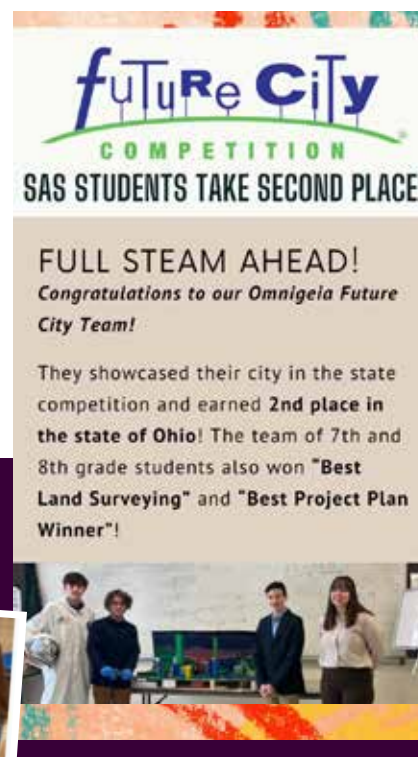 fuTuRe CiTy
COMPETITION
SAS STUDENTS TAKE SECOND PLACE
FULL STEAM AHEAD!
Congratulations to our Omnigeia Future
City Team!
They showcased their city in the state
competition and earned 2nd place in
the state of Ohio! The team of 7th and
8th grade students also won "Best
Land Surveying" and "Best Project Plan
Winner"!